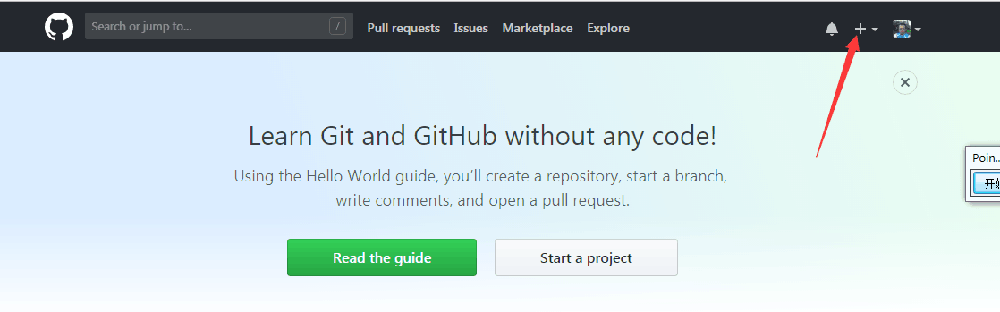 Search or jump to... /
Pull requests Issues Marketplace Explore
Learn Git and GitHub without any code!
Using the Hello World guide, you’ll create a repository, start a branch,
write comments, and open a pull request.
Read the guide Start a project
Poin...
开